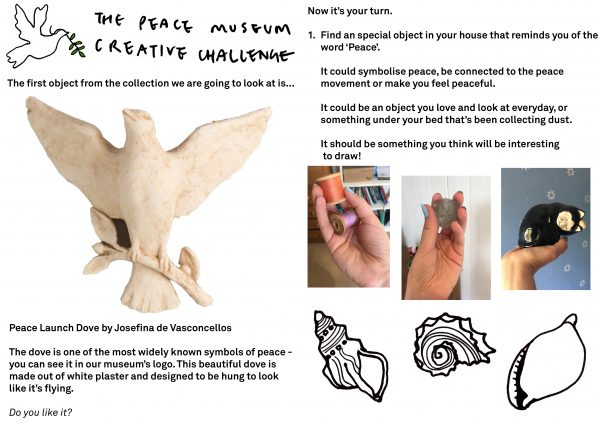 THE PEACE MUSEUM
CREATIVE CHALLENGE
The first object from the collection we are going to look at is...
Peace Launch Dove by Josefina de Vasconcellos
The dove is one of the most widely known symbols of peace -
you can see it in our museum's logo. This beautiful dove is
made out of white plaster and designed to be hung to look
like it's flying.
Do you like it?
Now it's your turn.
1. Find an special object in your house that reminds you of the
word 'Peace'.
It could symbolise peace, be connected to the peace
movement or make you feel peaceful.
It could be an object you love and look at everyday, or
something under your bed that's been collecting dust.
It should be something you think will be interesting
to draw!